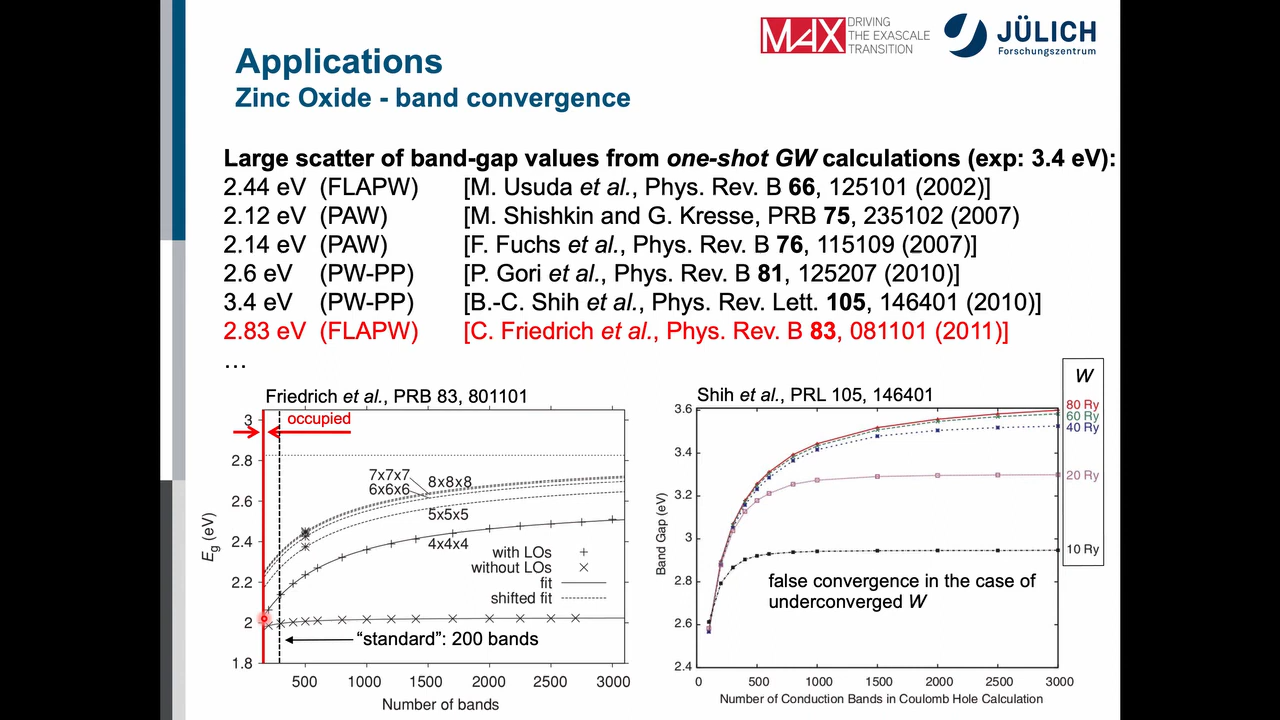 MAX DRIVING
THE EXASCALE
TRANSITION
JÜLICH
Forschungszentrum
Applications
Zinc Oxide - band convergence
Large scatter of band-gap values from one-shot GW calculations (exp: 3.4 eV):
2.44 eV (FLAPW) [M. Usuda et al., Phys. Rev. B 66, 125101 (2002)]
2.12 eV (PAW) [M. Shishkin and G. Kresse, PRB 75, 235102 (2007)
2.14 eV (PAW) [F. Fuchs et al., Phys. Rev. B 76, 115109 (2007)]
2.6 eV (PW-PP) [P. Gori et al., Phys. Rev. B 81, 125207 (2010)]
3.4 eV (PW-PP) [B.-C. Shih et al., Phys. Rev. Lett. 105, 146401 (2010)]
2.83 eV (FLAPW) [C. Friedrich et al., Phys. Rev. B 83, 081101 (2011)]
...
Friedrich et al., PRB 83, 801101
3
occupied
2.8
7x7x7
8x8x8
6x6x6
2.6
5x5x5
2.4
4x4x4
with LOs
without LOs
fit
shifted fit
2.2
2
"standard": 200 bands
1.8
Eg (eV)
500 1000 1500 2000 2500 3000
Number of bands
Shih et al., PRL 105, 146401
W
80 Ry
60 Ry
40 Ry
20 Ry
10 Ry
3.6
3.4
3.2
3
2.8
2.6
2.4
Band Gap (eV)
false convergence in the case of
underconverged W
0 500 1000 1500 2000 2500 3000
Number of Conduction Bands in Coulomb Hole Calculation